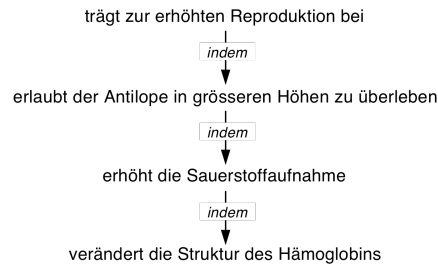 trägt zur erhöhten Reproduktion bei
indem
erlaubt der Antilope in grösseren Höhen zu überleben
indem
erhöht die Sauerstoffaufnahme
indem
verändert die Struktur des Hämoglobins